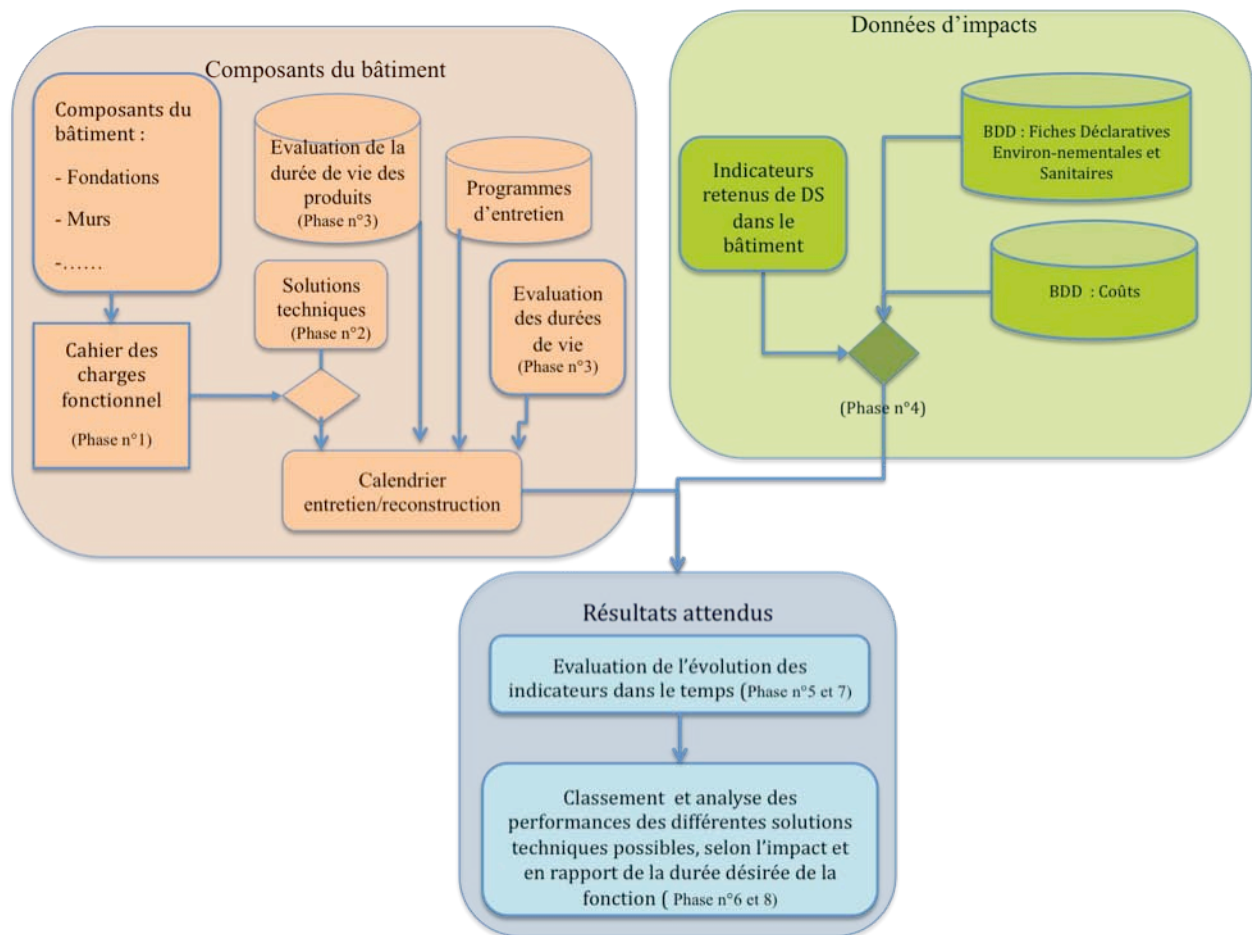 Composants du bâtiment
Composants du
bâtiment :
- Fondations
- Murs
-......
Evaluation de la
durée de vie des
produits
(Phase n°3)
Programmes
d'entretien
Solutions
techniques
(Phase n°2)
Evaluation
des durées
de vie
(Phase n°3)
Cahier des
charges
fonctionnel
(Phase n°1)
Calendrier
entretien/reconstruction
Données d'impacts
Indicateurs
retenus de DS
dans le
bâtiment
BDD : Fiches Déclaratives
Environ-nementales et
Sanitaires
BDD : Coûts
(Phase n°4)
Résultats attendus
Evaluation de l'évolution des
indicateurs dans le temps (Phase n°5 et 7)
Classement et analyse des
performances des différentes solutions
techniques possibles, selon l'impact et
en rapport de la durée désirée de la
fonction ( Phase n°6 et 8)